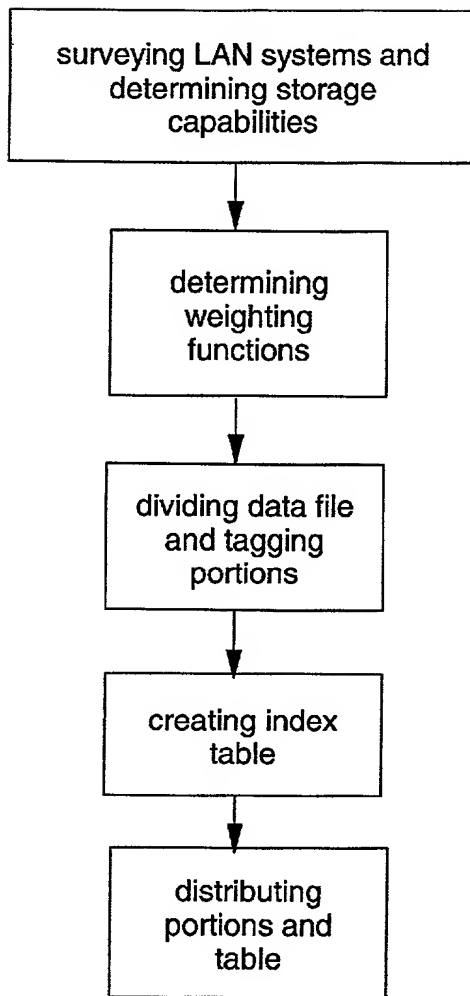 surveying LAN systems and
determining storage
capabilities
determining
weighting
functions
dividing data file
and tagging
portions
creating index
table
distributing
portions and
table